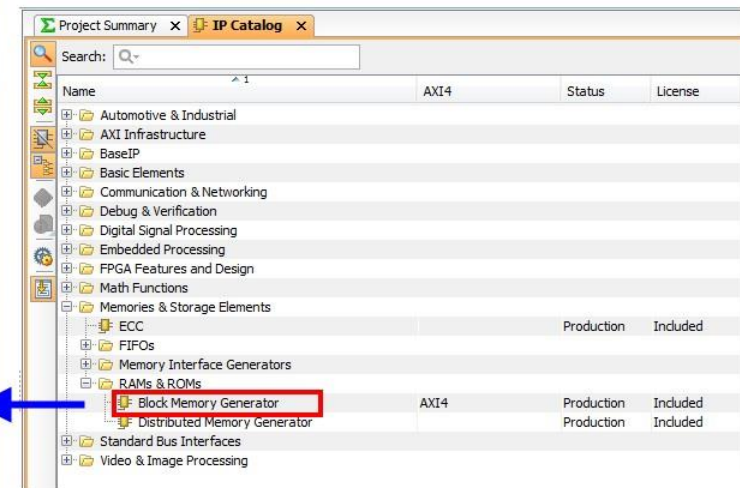 Project Summary x IP Catalog x
Search:
Name 1 AXI4 Status License
Automotive & Industrial
AXI Infrastructure
BaseIP
Basic Elements
Communication & Networking
Debug & Verification
Digital Signal Processing
Embedded Processing
FPGA Features and Design
Math Functions
Memories & Storage Elements
ECC Production Included
FIFOs
Memory Interface Generators
RAMs & ROMs
Block Memory Generator AXI4 Production Included
Distributed Memory Generator Production Included
Standard Bus Interfaces
Video & Image Processing